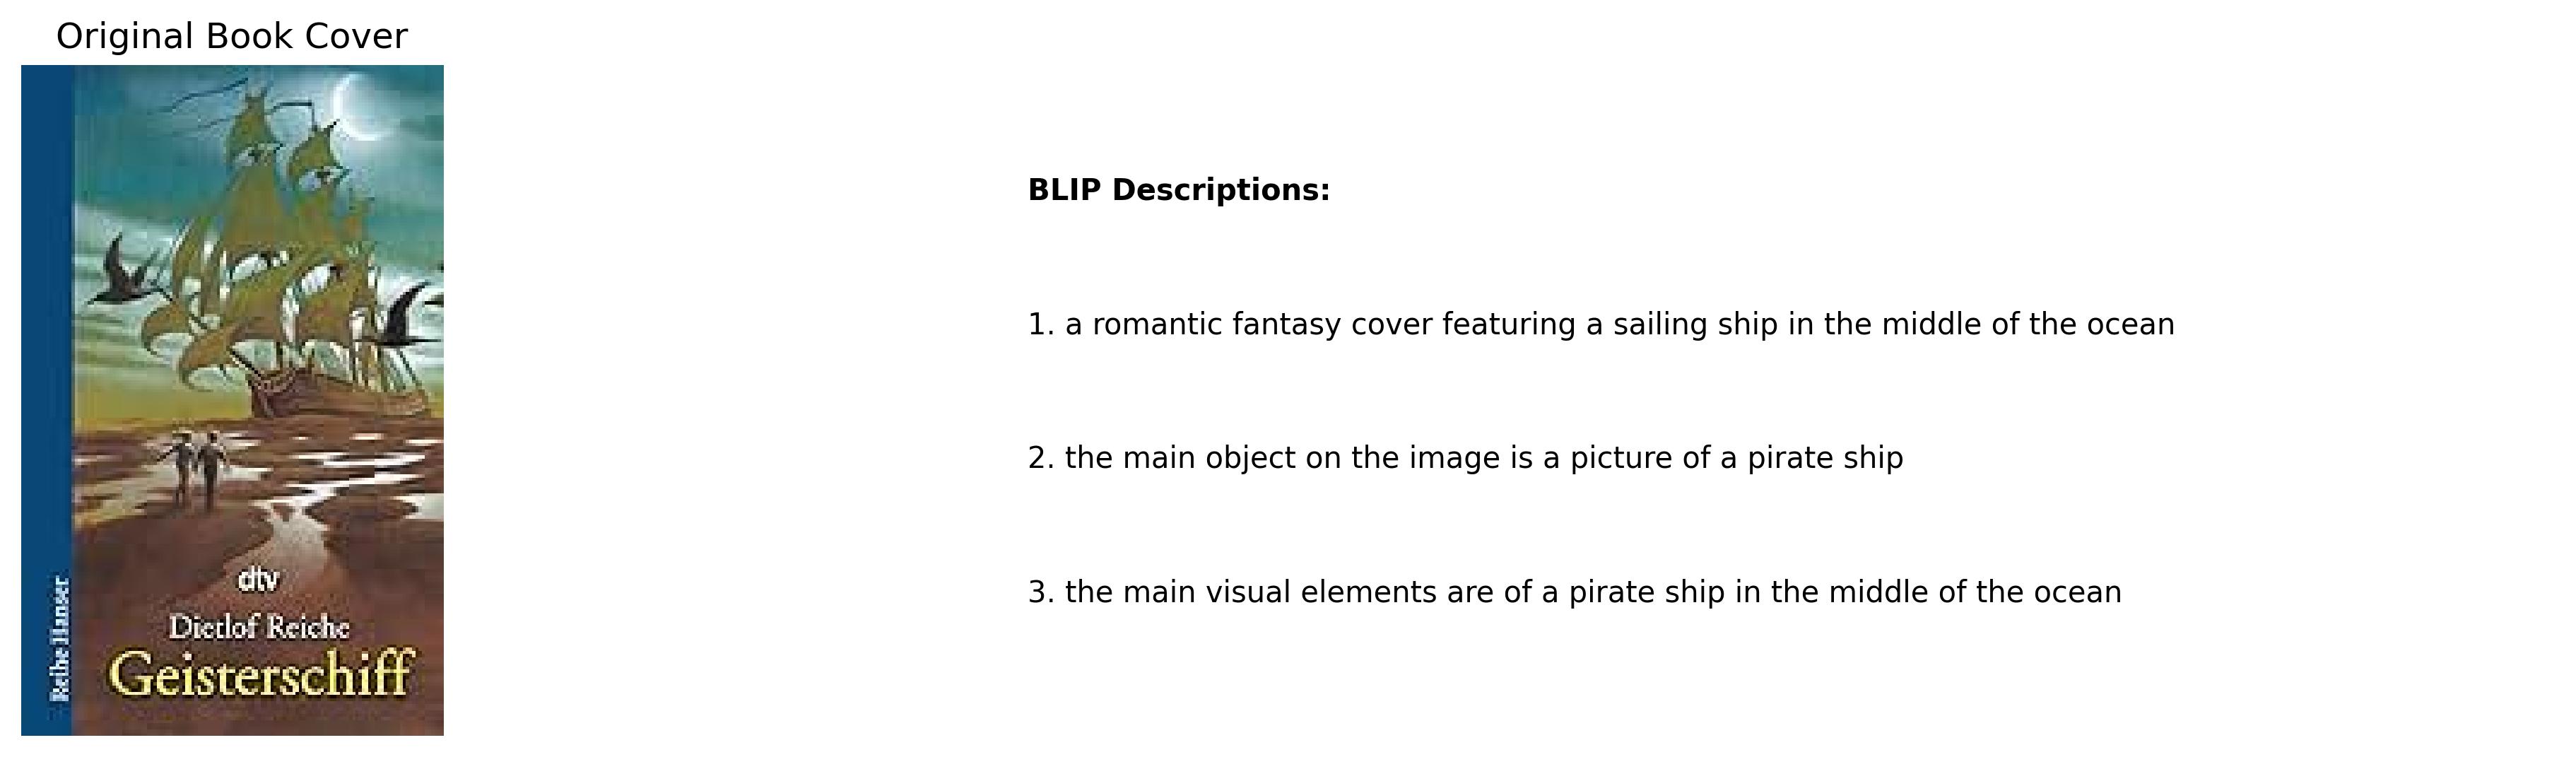 Original Book Cover
Reihe Hanser
dtv
Dietlof Reiche
Geisterschiff
BLIP Descriptions:
1. a romantic fantasy cover featuring a sailing ship in the middle of the ocean
2. the main object on the image is a picture of a pirate ship
3. the main visual elements are of a pirate ship in the middle of the ocean